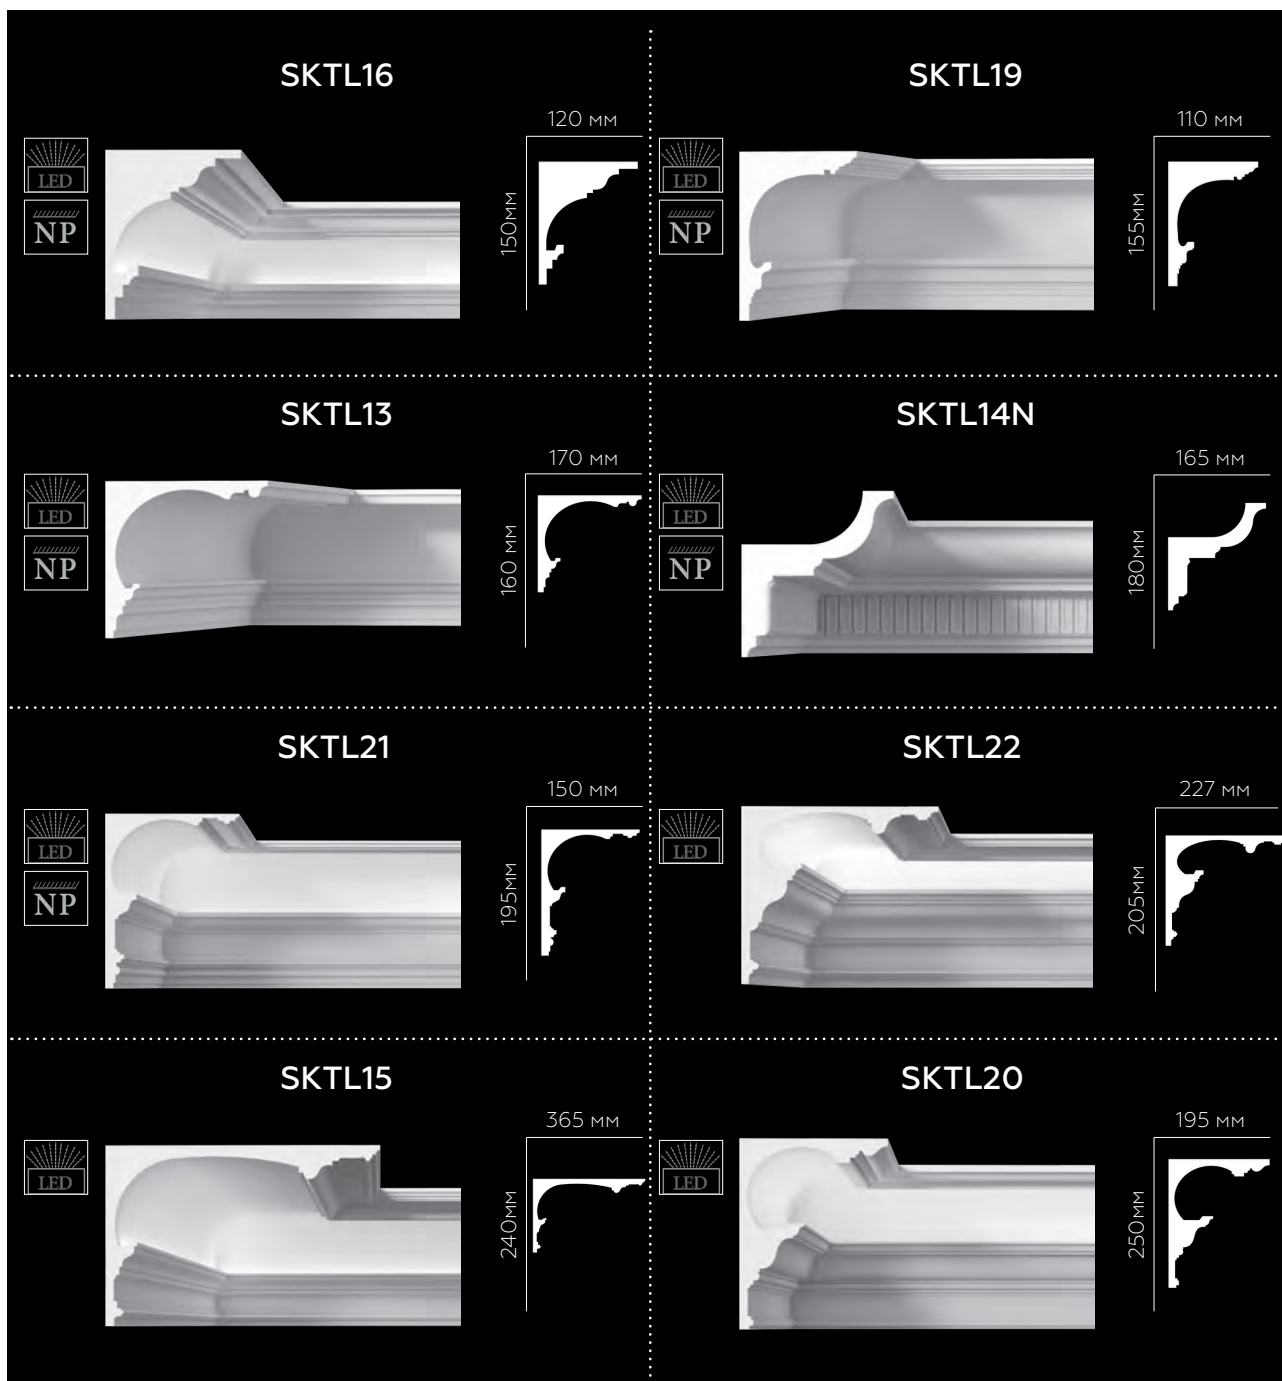 SKTL16
120 мм
LED
NP
150мм
SKTL19
110 мм
LED
NP
155мм
SKTL13
170 мм
LED
NP
160 мм
SKTL14N
165 мм
LED
NP
180мм
SKTL21
150 мм
LED
NP
195мм
SKTL22
227 мм
LED
205мм
SKTL15
365 мм
LED
240мм
SKTL20
195 мм
LED
250мм